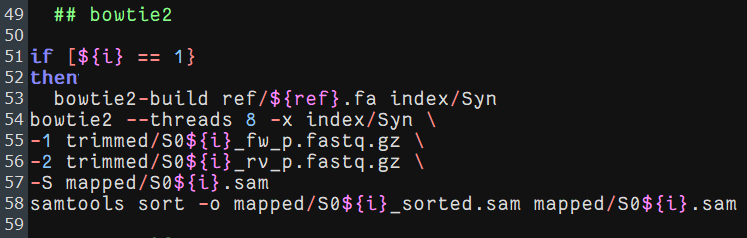 49 ## bowtie2
50
51 if [${i} == 1}
52 then
53 bowtie2-build ref/${ref}.fa index/Syn
54 bowtie2 --threads 8 -x index/Syn \
55 -1 trimmed/S0${i}_fw_p.fastq.gz \
56 -2 trimmed/S0${i}_rv_p.fastq.gz \
57 -S mapped/S0${i}.sam
58 samtools sort -o mapped/S0${i}_sorted.sam mapped/S0${i}.sam
59